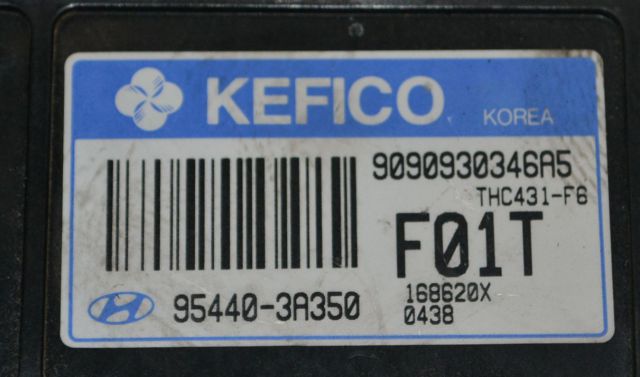 KEFICO KOREA
9090930346A5
THC431-F6
F01T
95440-3A350
168620X
0438